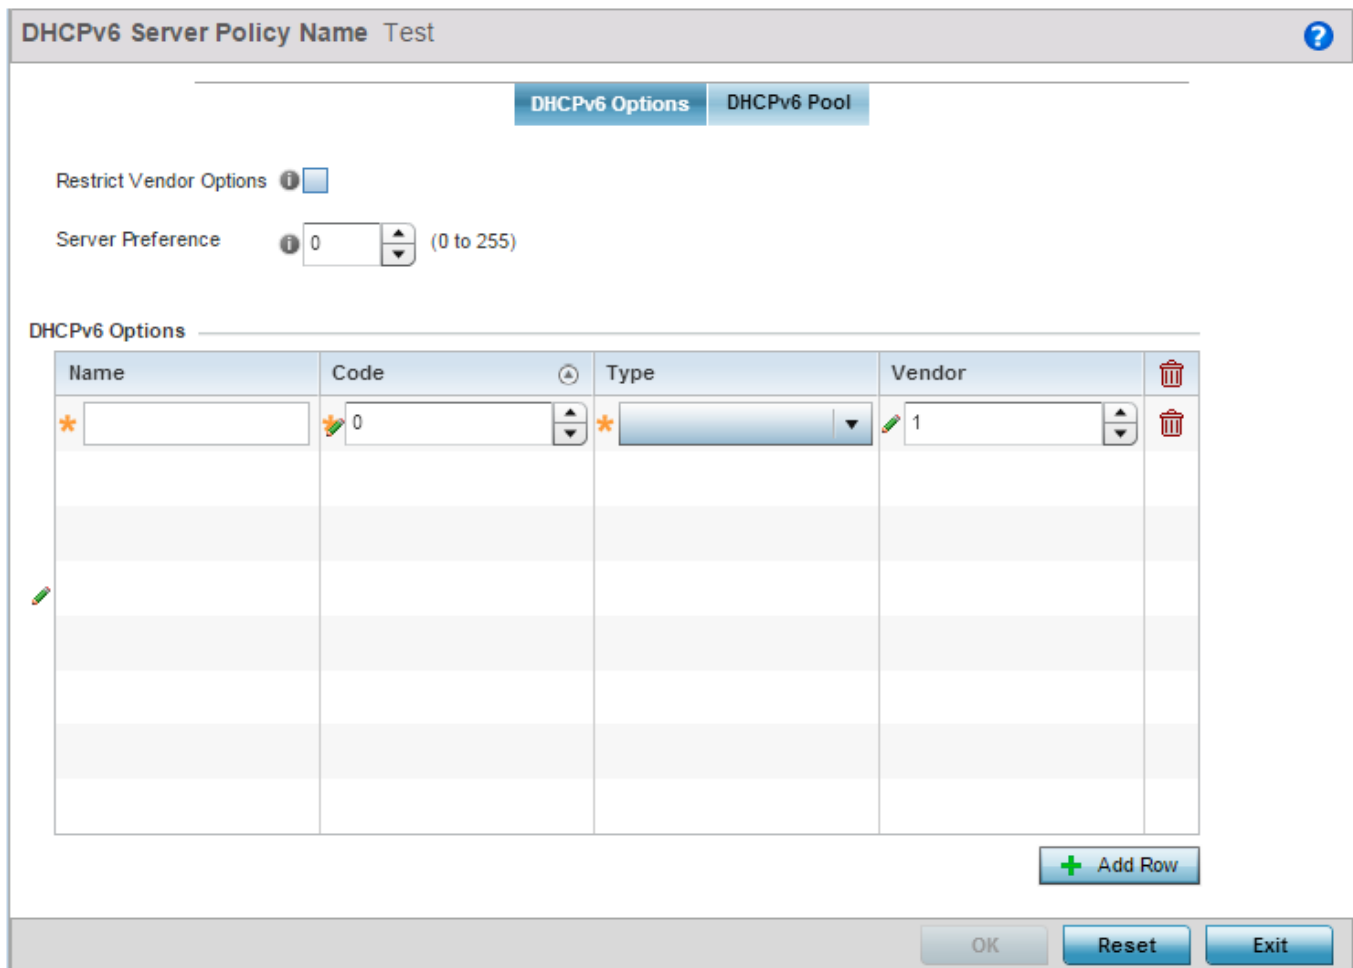 DHCPv6 Server Policy Name Test
?
DHCPv6 Options DHCPv6 Pool
Restrict Vendor Options i
Server Preference i 0 (0 to 255)
DHCPv6 Options
Name Code Type Vendor
* 0 * 1
Add Row
OK Reset Exit